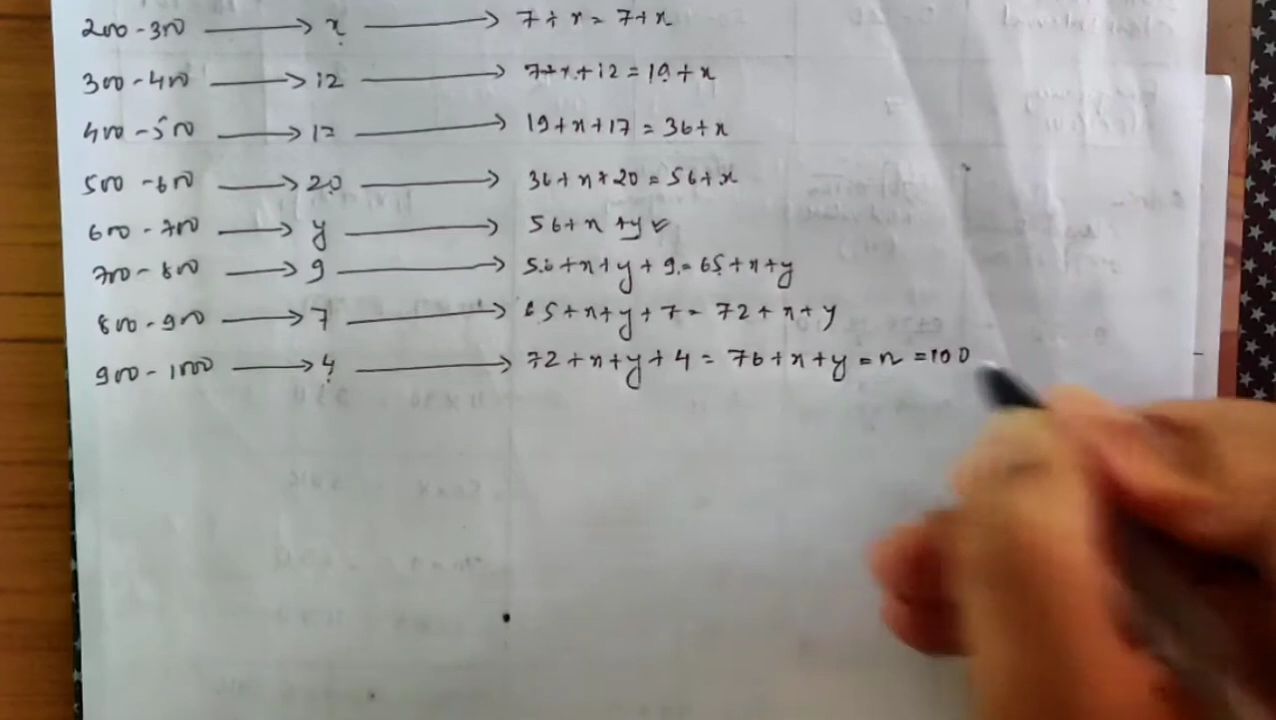 200-300 → x → 7+x = 7+x
300-400 → 12 → 7+x+12 = 19+x
400-500 → 17 → 19+x+17 = 36+x
500-600 → 20 → 36+x+20 = 56+x
600-700 → y → 56+x+y
700-800 → 9 → 56+x+y+9 = 65+x+y
800-900 → 7 → 65+x+y+7 = 72+x+y
900-1000 → 4 → 72+x+y+4 = 76+x+y = n = 100